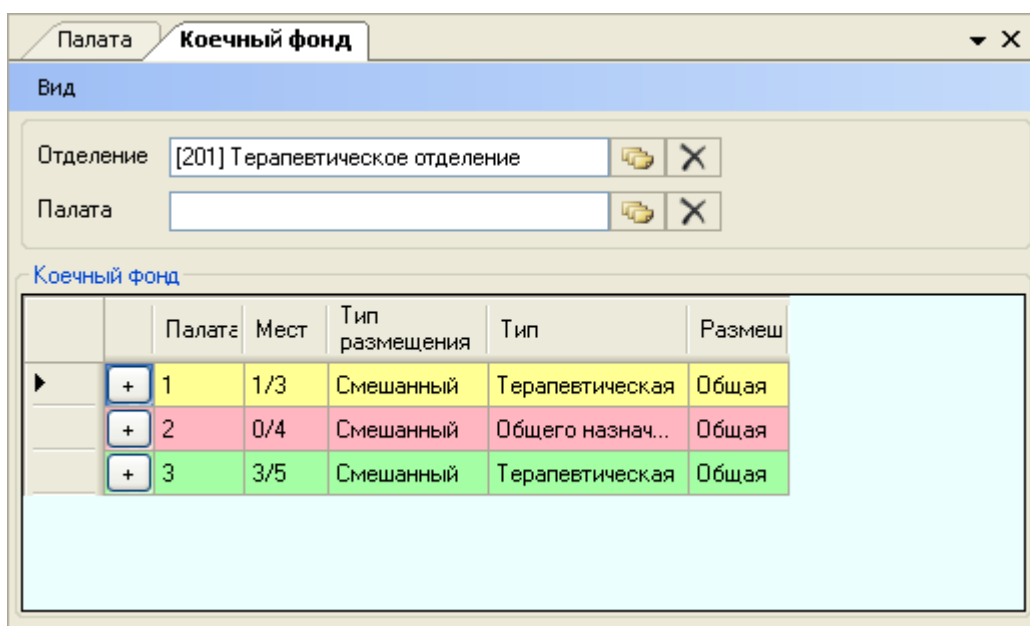 Палата Коечный фонд
Вид
Отделение [201] Терапевтическое отделение
Палата
Коечный фонд
Палата Мест Тип размещения Тип Размещ
+ 1 1/3 Смешанный Терапевтическая Общая
+ 2 0/4 Смешанный Общего назнач... Общая
+ 3 3/5 Смешанный Терапевтическая Общая